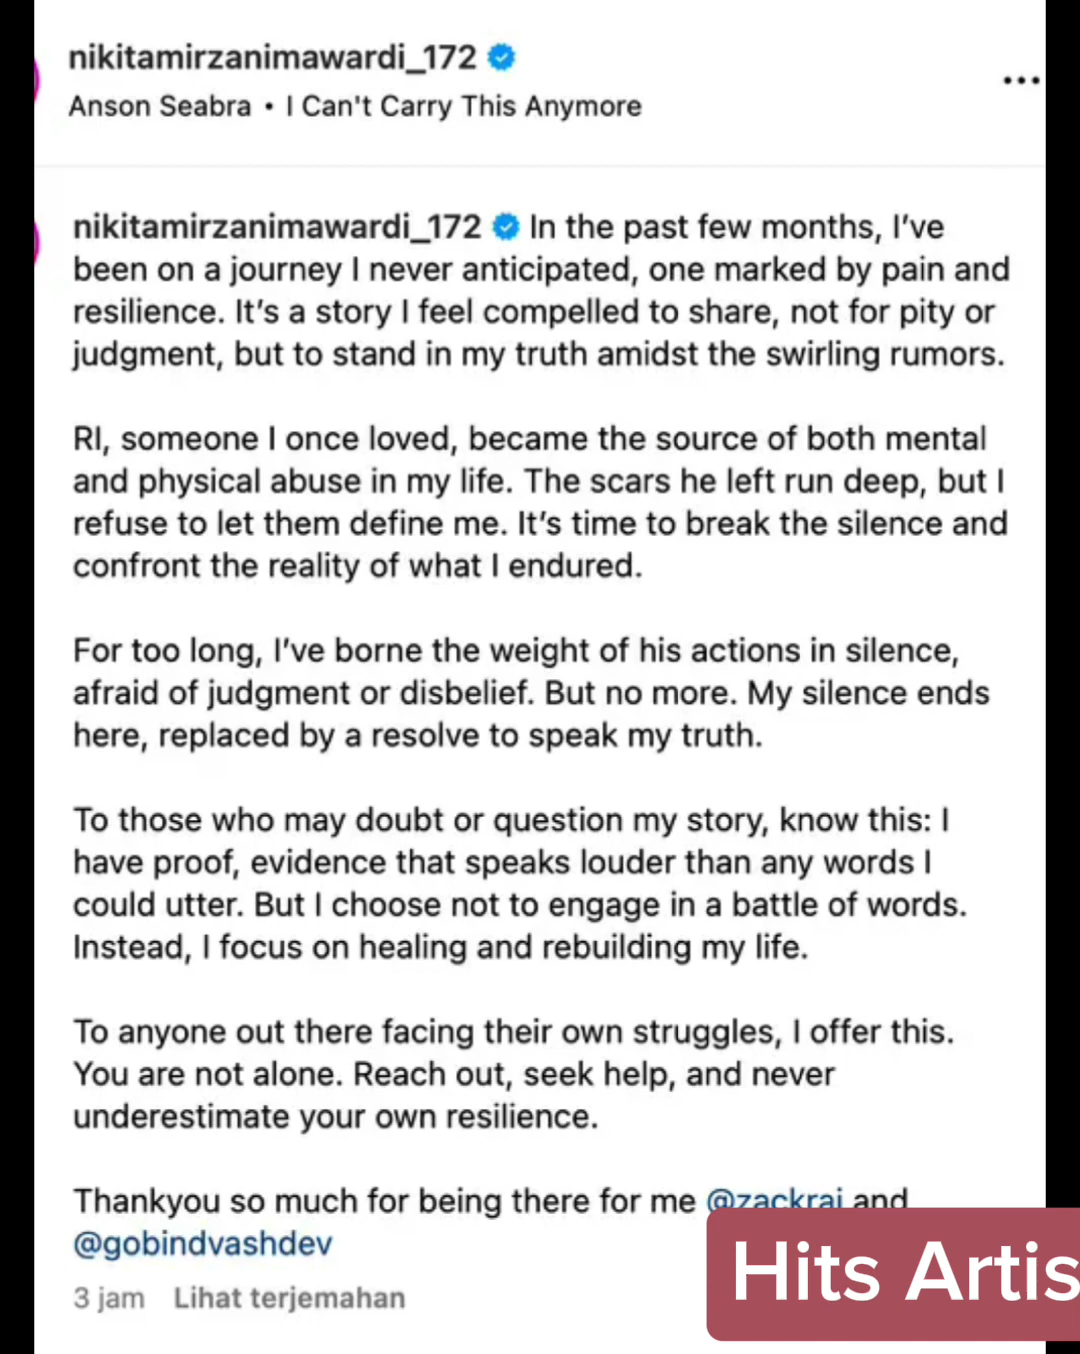 nikitamirzanimawardi_172
Anson Seabra • I Can't Carry This Anymore
nikitamirzanimawardi_172 In the past few months, I've
been on a journey I never anticipated, one marked by pain and
resilience. It's a story I feel compelled to share, not for pity or
judgment, but to stand in my truth amidst the swirling rumors.
RI, someone I once loved, became the source of both mental
and physical abuse in my life. The scars he left run deep, but I
refuse to let them define me. It's time to break the silence and
confront the reality of what I endured.
For too long, I've borne the weight of his actions in silence,
afraid of judgment or disbelief. But no more. My silence ends
here, replaced by a resolve to speak my truth.
To those who may doubt or question my story, know this: I
have proof, evidence that speaks louder than any words I
could utter. But I choose not to engage in a battle of words.
Instead, I focus on healing and rebuilding my life.
To anyone out there facing their own struggles, I offer this.
You are not alone. Reach out, seek help, and never
underestimate your own resilience.
Thankyou so much for being there for me @zackrai and
@gobindvashdev
3 jam Lihat terjemahan
Hits Artis